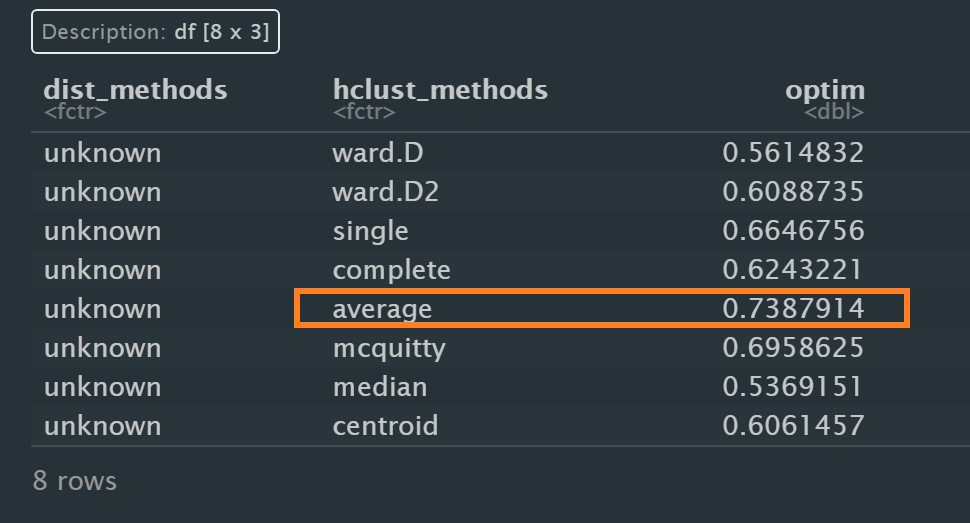 Description: df [8 x 3]
dist_methods hclust_methods optim
<fctr> <fctr> <dbl>
unknown ward.D 0.5614832
unknown ward.D2 0.6088735
unknown single 0.6646756
unknown complete 0.6243221
unknown average 0.7387914
unknown mcquitty 0.6958625
unknown median 0.5369151
unknown centroid 0.6061457
8 rows